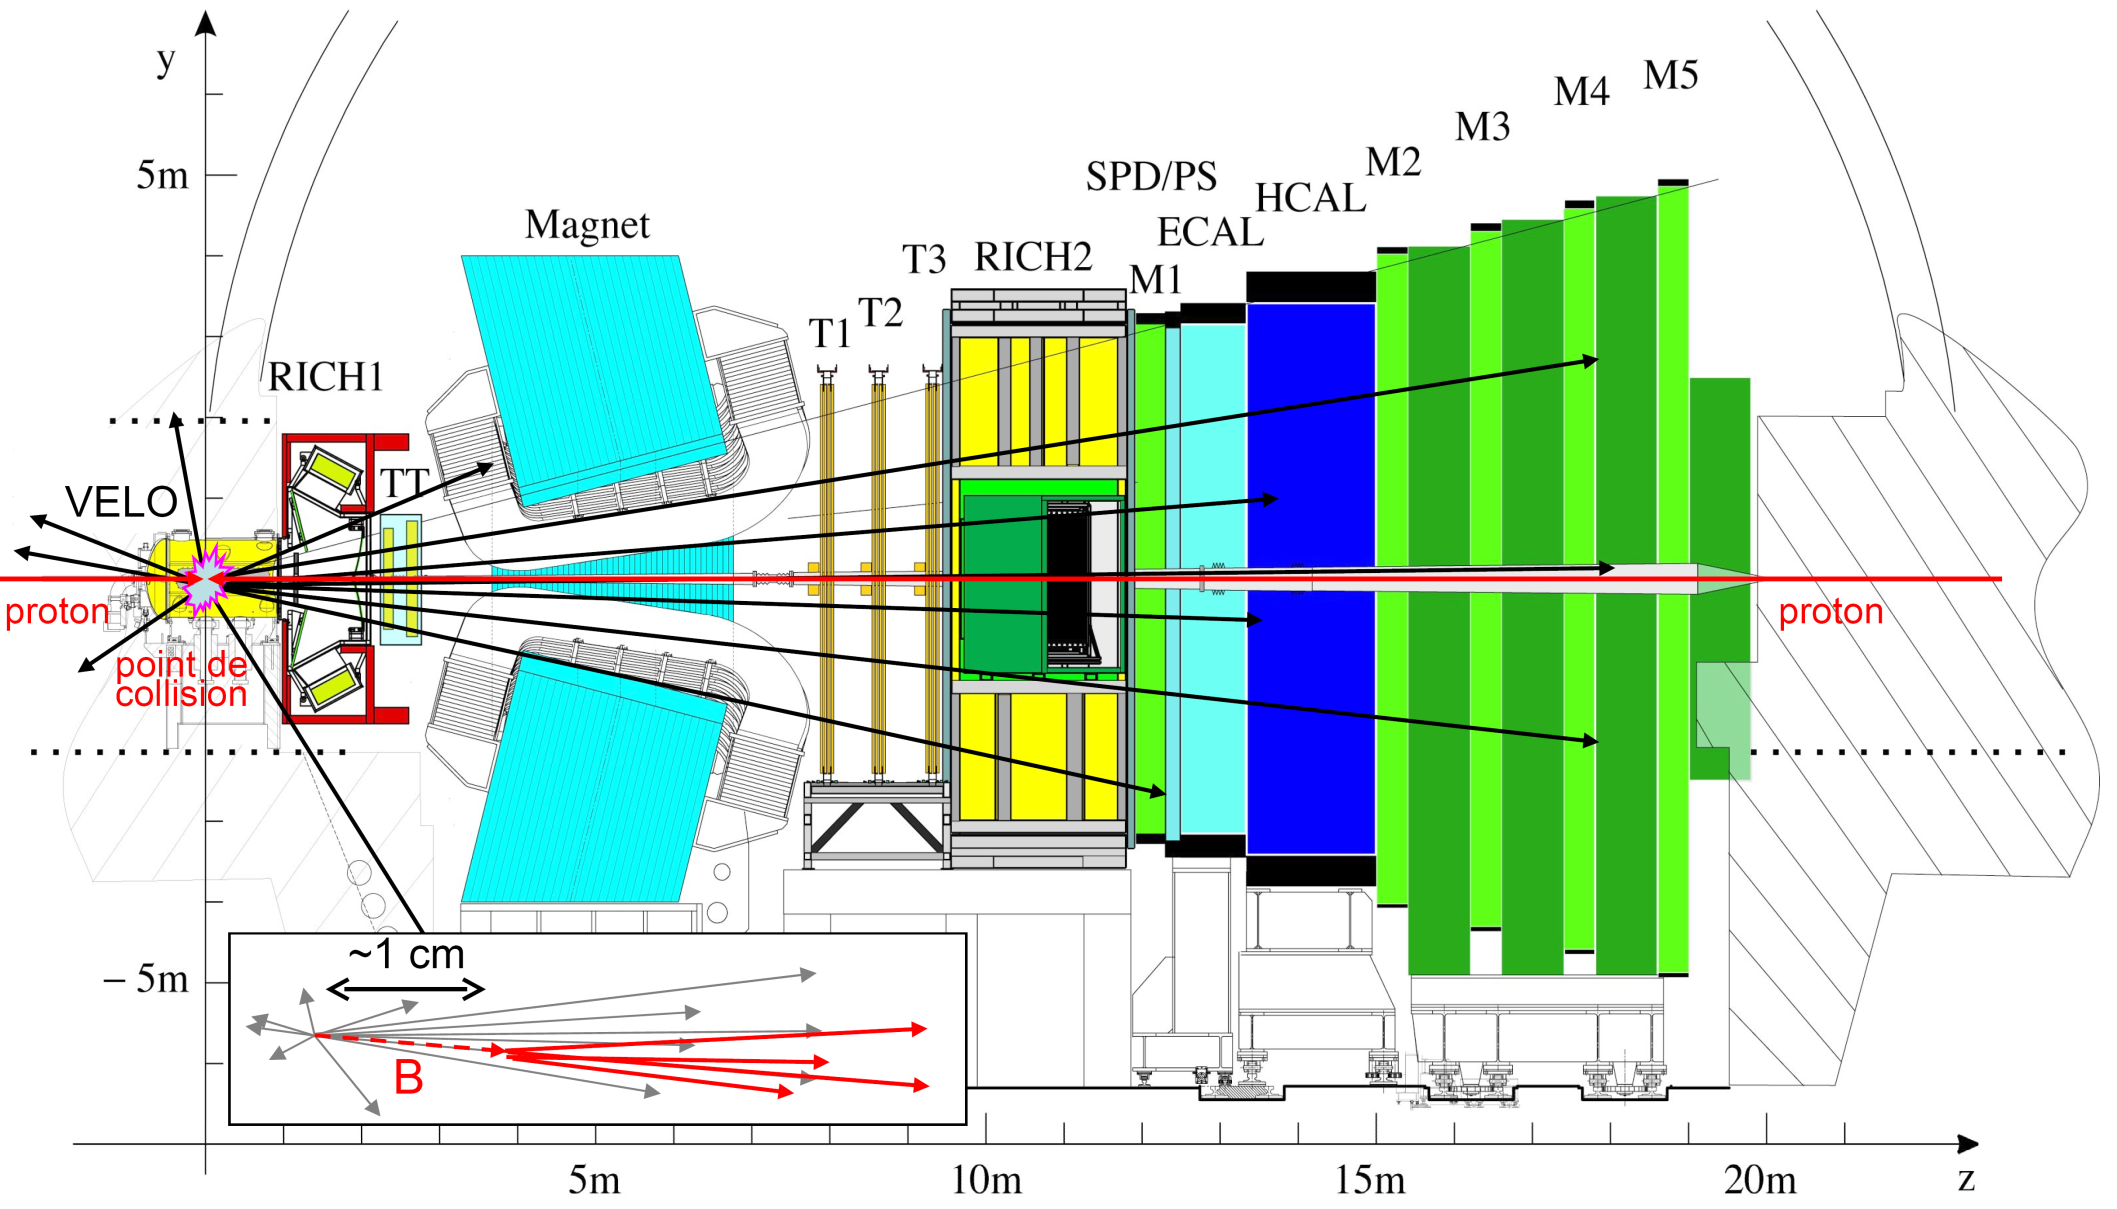 y
M5
M4
M3
M2
5m
SPD/PS
HCAL
Magnet
ECAL
T3
RICH2
M1
T2
T1
RICH1
TT
VELO
proton
proton
point de
collision
~1 cm
– 5m
B
5m
10m
15m
20m
z